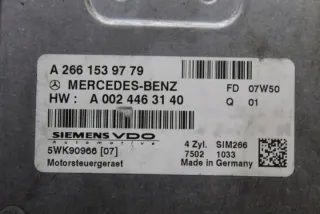 A 266 153 97 79
MERCEDES-BENZ FD 07W50
HW : A 002 446 31 40 Q 01
SIEMENS VDO
Automotive 4 Zyl. SIM266
5WK90966 [07] 7502 1033
Motorsteuergeraet Made in Germany